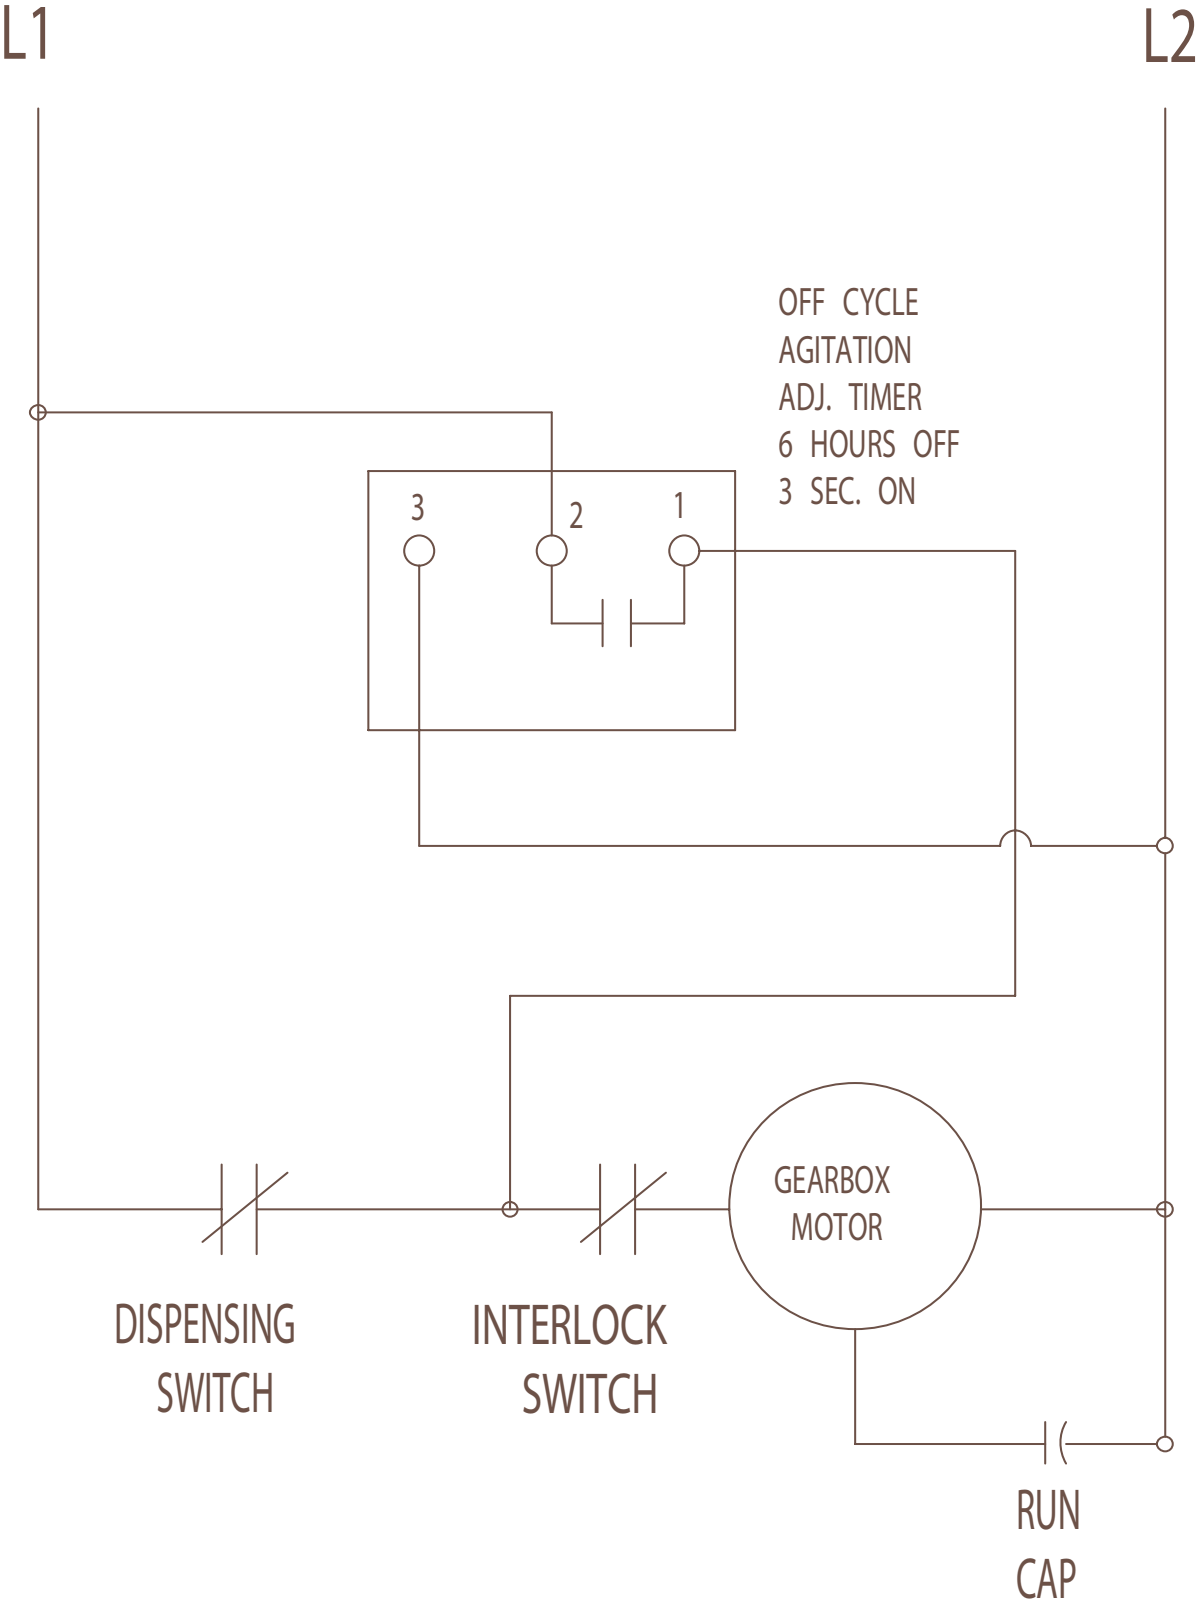 L1
L2
OFF CYCLE
AGITATION
ADJ. TIMER
6 HOURS OFF
3 SEC. ON
3
2
1
GEARBOX
MOTOR
DISPENSING
SWITCH
INTERLOCK
SWITCH
RUN
CAP